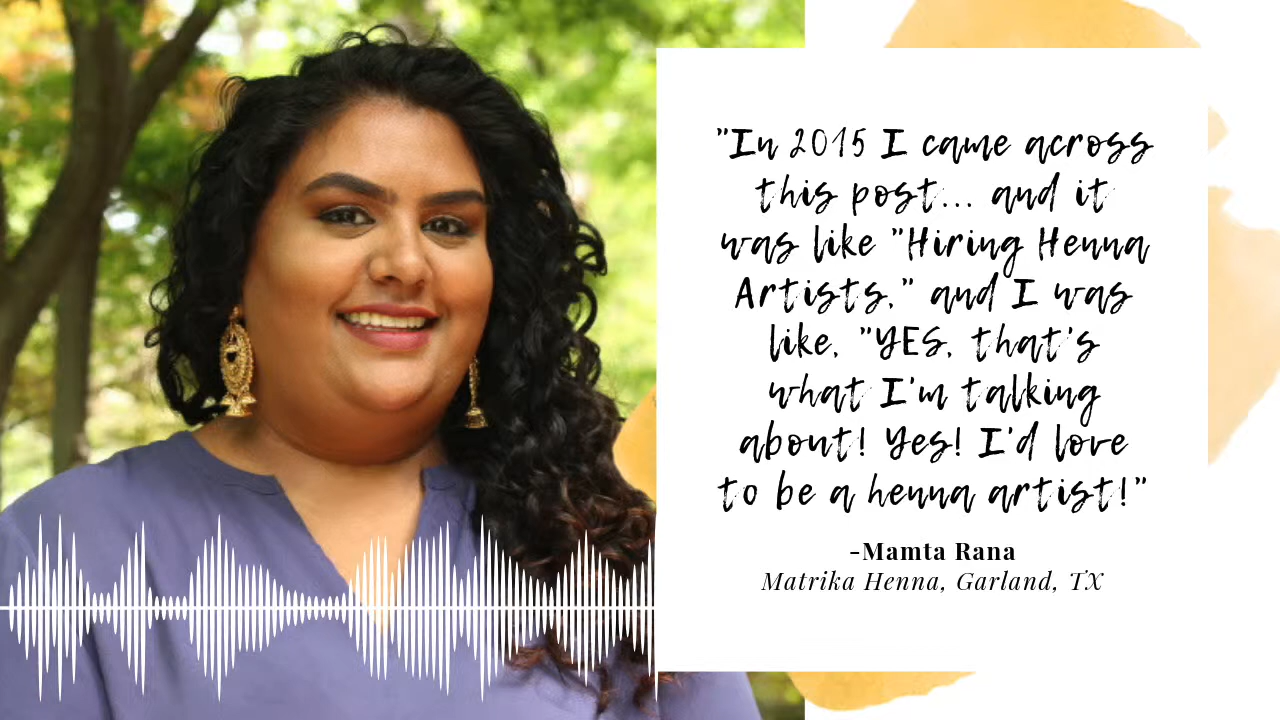 "In 2015 I came across
this post... and it
was like "Hiring Henna
Artists," and I was
like, "YES, that's
what I'm talking
about! Yes! I'd love
to be a henna artist!"
-Mamta Rana
Matrika Henna, Garland, TX